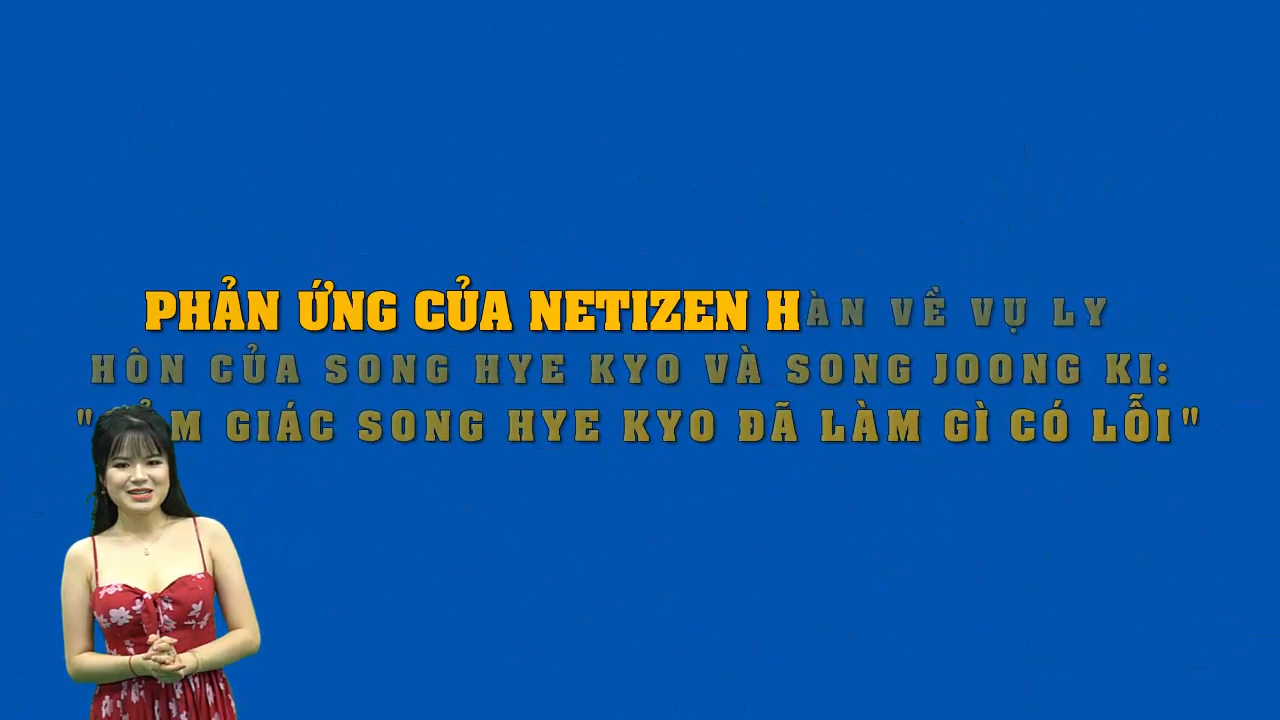 PHẢN ỨNG CỦA NETIZEN HÀN VỀ VỤ LY
HÔN CỦA SONG HYE KYO VÀ SONG JOONG KI:
" GIÁC SONG HYE KYO ĐÃ LÀM GÌ CÓ LỖI"